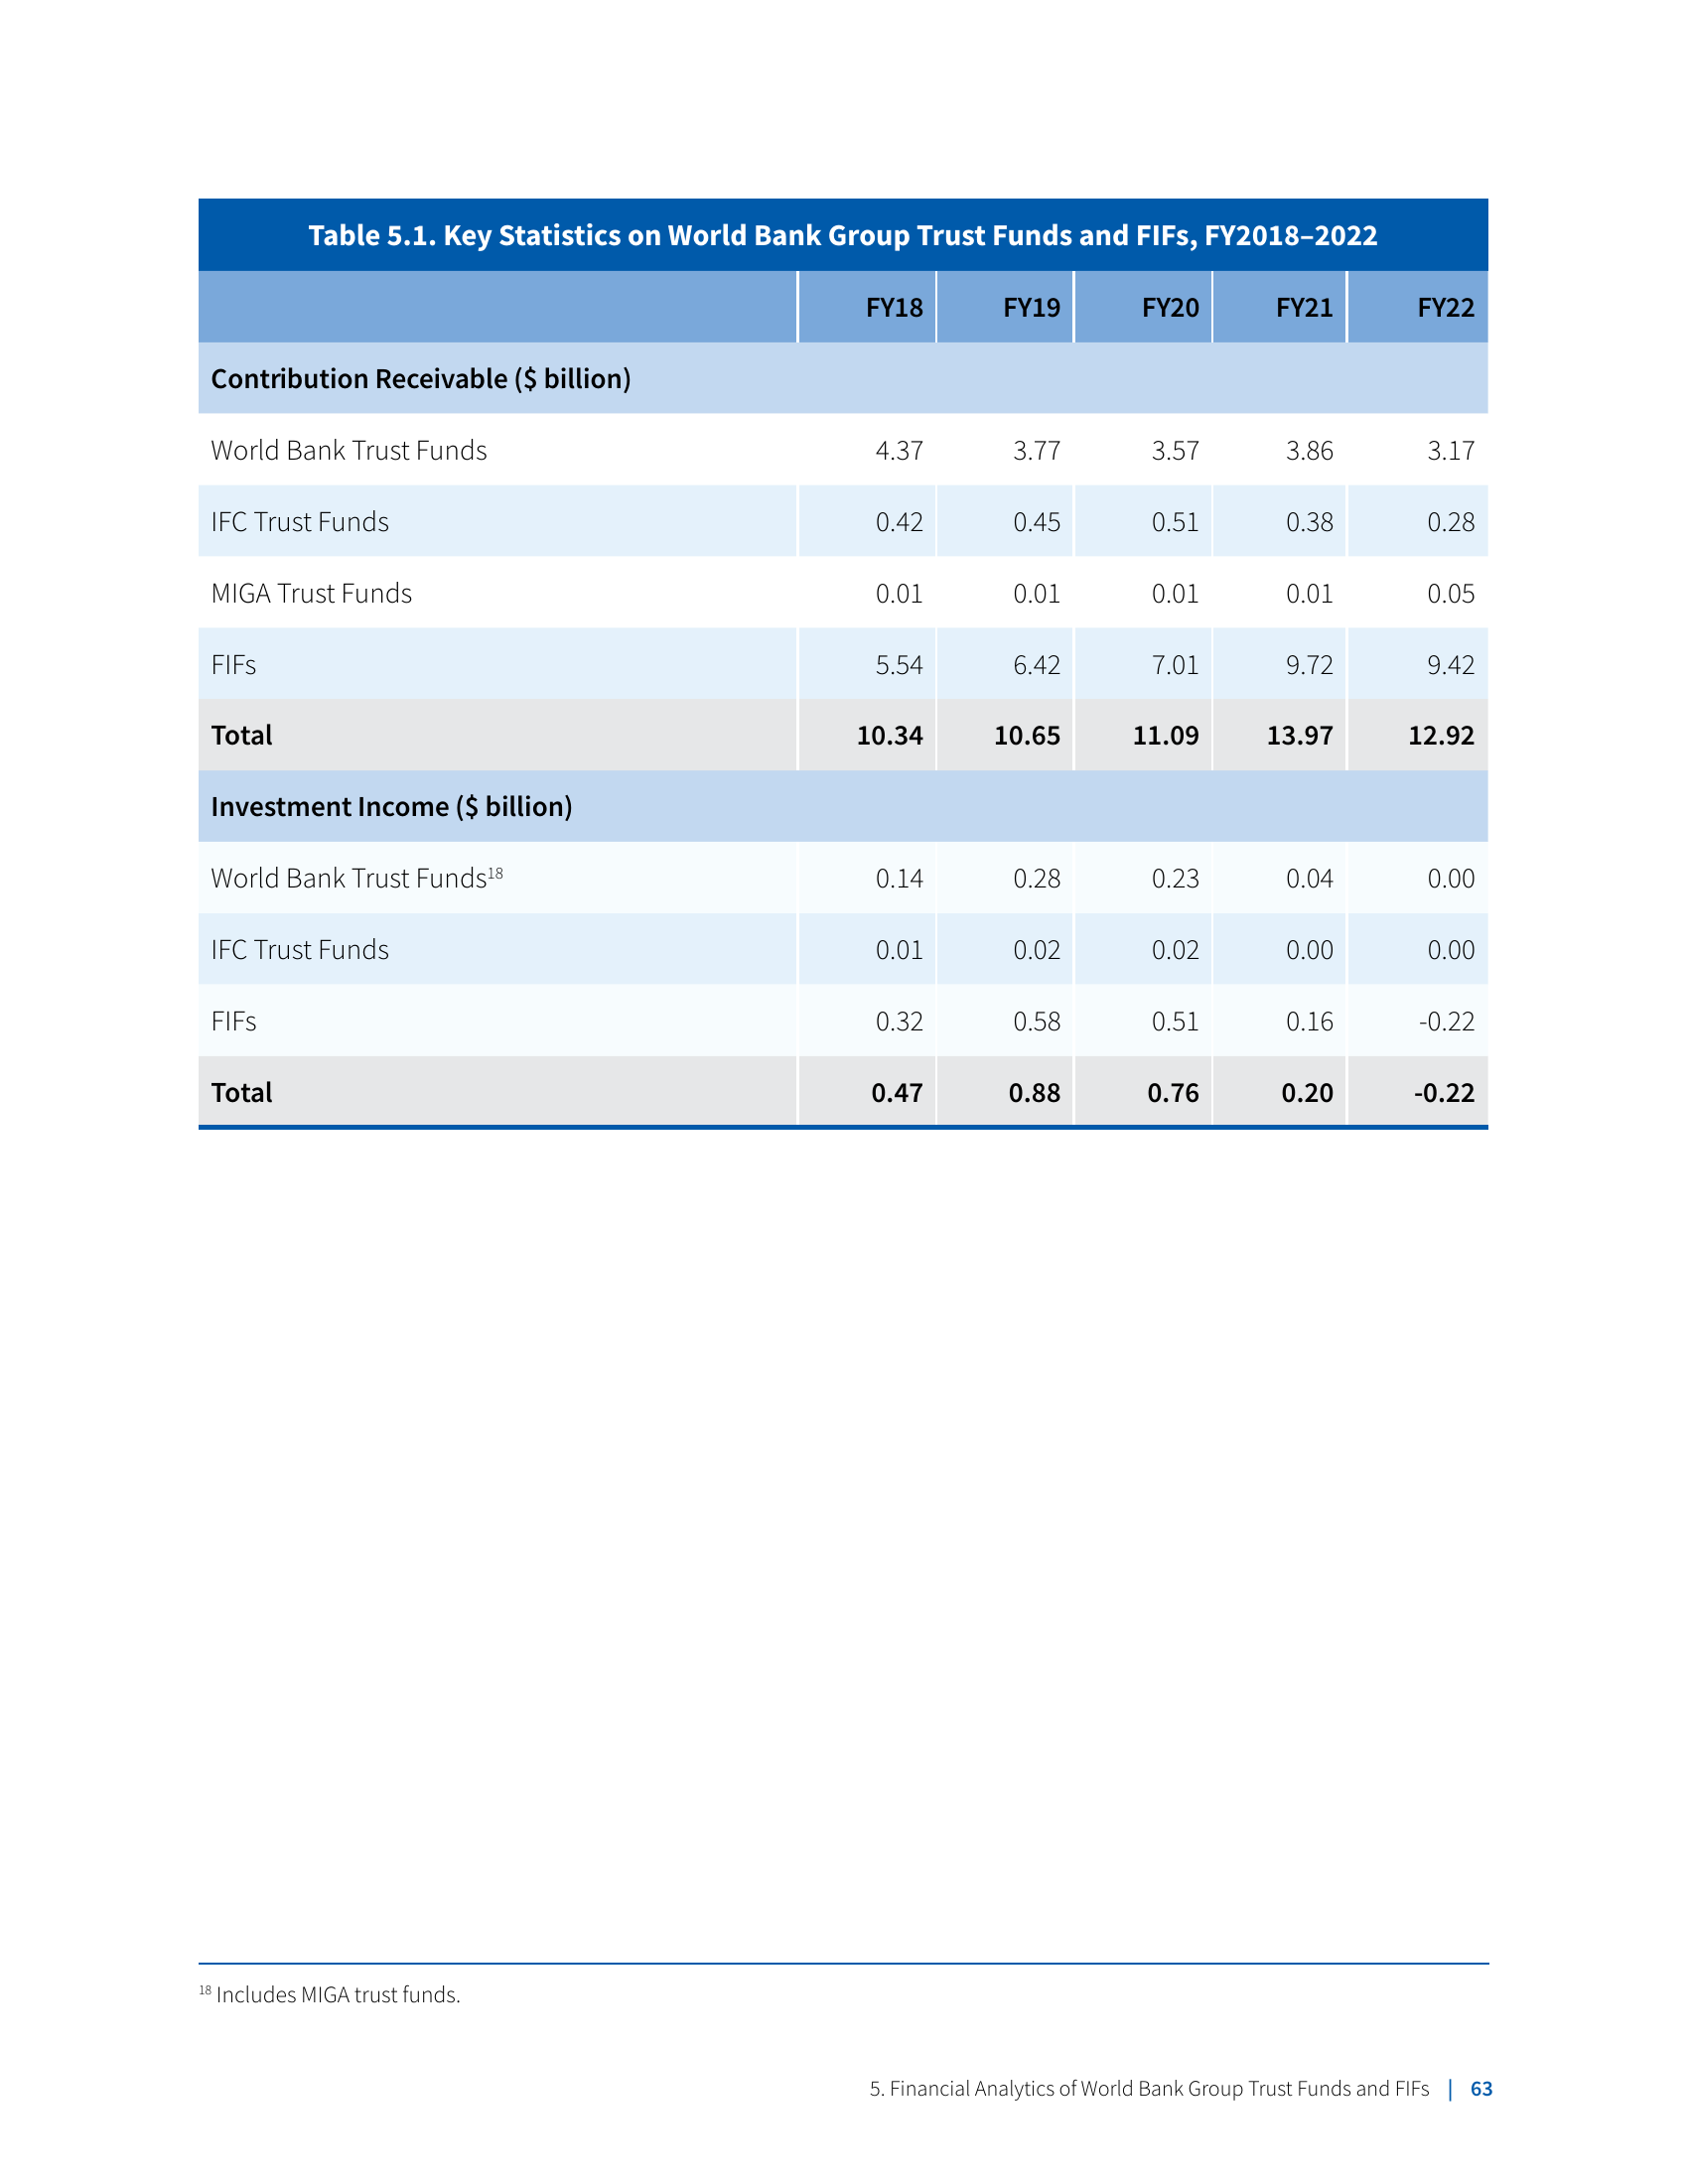 Table 5.1. Key Statistics on World Bank Group Trust Funds and FIFs, FY2018–2022
FY18 FY19 FY20 FY21 FY22
Contribution Receivable ($ billion)
World Bank Trust Funds 4.37 3.77 3.57 3.86 3.17
IFC Trust Funds 0.42 0.45 0.51 0.38 0.28
MIGA Trust Funds 0.01 0.01 0.01 0.01 0.05
FIFs 5.54 6.42 7.01 9.72 9.42
Total 10.34 10.65 11.09 13.97 12.92
Investment Income ($ billion)
World Bank Trust Funds18 0.14 0.28 0.23 0.04 0.00
IFC Trust Funds 0.01 0.02 0.02 0.00 0.00
FIFs 0.32 0.58 0.51 0.16 -0.22
Total 0.47 0.88 0.76 0.20 -0.22
18 Includes MIGA trust funds.
5. Financial Analytics of World Bank Group Trust Funds and FIFs | 63